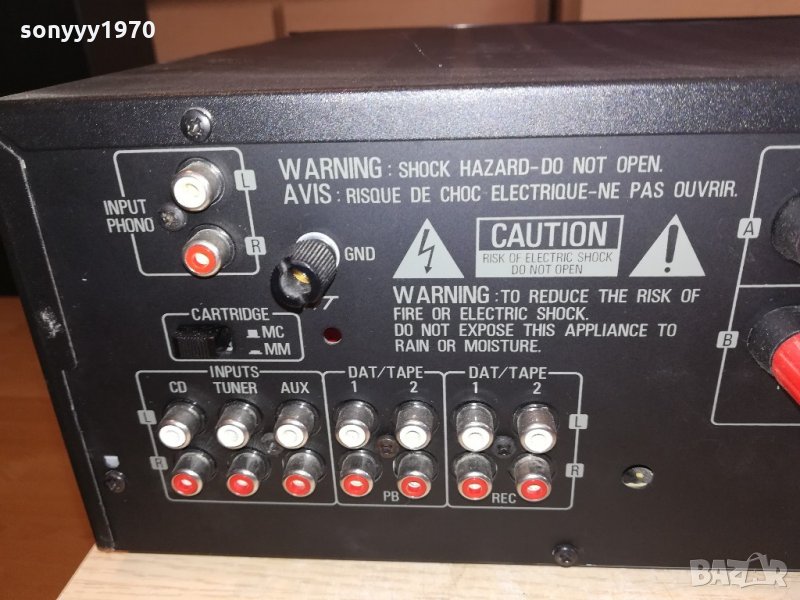 sonyyy1970
WARNING : SHOCK HAZARD-DO NOT OPEN.
AVIS : RISQUE DE CHOC ELECTRIQUE-NE PAS OUVRIR.
INPUT
PHONO
L
R
GND
CAUTION
RISK OF ELECTRIC SHOCK
DO NOT OPEN
WARNING : TO REDUCE THE RISK OF
FIRE OR ELECTRIC SHOCK.
DO NOT EXPOSE THIS APPLIANCE TO
RAIN OR MOISTURE.
A
B
CARTRIDGE
MC
MM
INPUTS
CD TUNER AUX
DAT/TAPE
1 2
DAT/TAPE
1 2
L
R
L
R
PB
REC
BAZAR